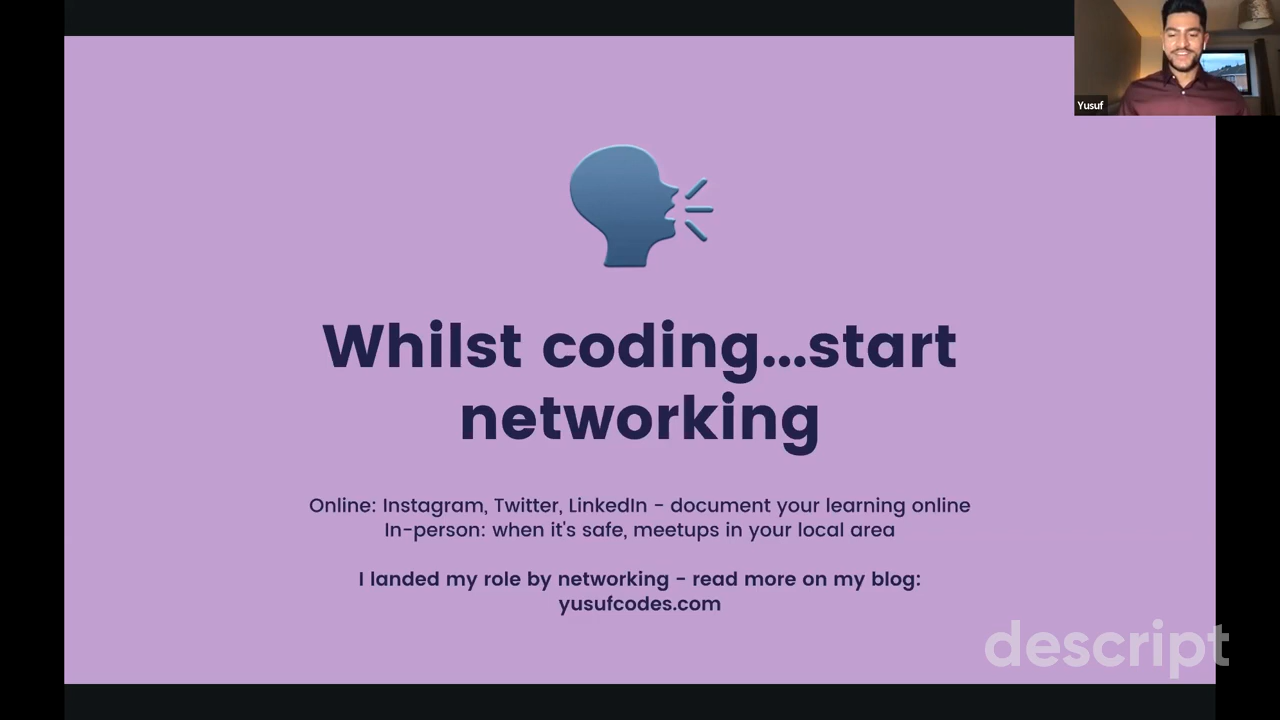 Yusuf
Whilst coding...start
networking
Online: Instagram, Twitter, LinkedIn - document your learning online
In-person: when it's safe, meetups in your local area
I landed my role by networking - read more on my blog:
yusufcodes.com
descript